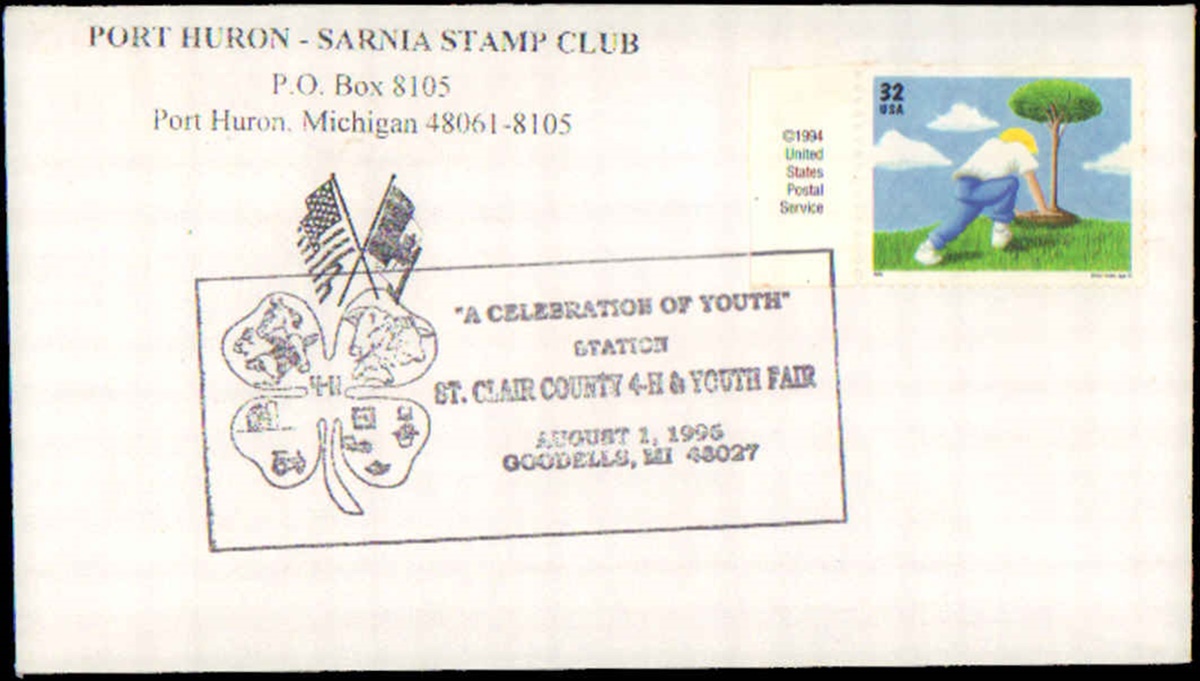 PORT HURON - SARNIA STAMP CLUB
P.O. Box 8105
Port Huron, Michigan 48061-8105
32
USA
©1994
United
States
Postal
Service
"A CELEBRATION OF YOUTH"
STATION
4-H
ST. CLAIR COUNTY 4-H & YOUTH FAIR
AUGUST 1, 1996
GOODELLS, MI 48027